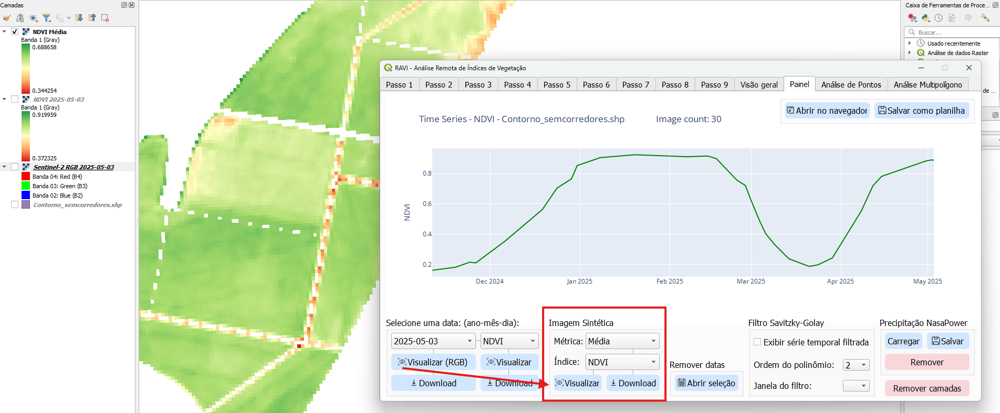 Camadas
NDVI Média
Banda 1 (Gray)
0.688658
0.344254
NDVI 2025-05-03
Banda 1 (Gray)
0.919959
0.372325
Sentinel-2 RGB 2025-05-03
Banda 04: Red (B4)
Banda 03: Green (B3)
Banda 02: Blue (B2)
Contorno_semcorredores.shp
RAVI - Análise Remota de Índices de Vegetação
Passo 1 Passo 2 Passo 3 Passo 4 Passo 5 Passo 6 Passo 7 Passo 8 Passo 9 Visão geral Painel Análise de Pontos Análise Multipolígono
Abrir no navegador Salvar como planilha
Time Series - NDVI - Contorno_semcorredores.shp Image count: 30
NDVI
0.8
0.6
0.4
0.2
Dec 2024 Jan 2025 Feb 2025 Mar 2025 Apr 2025 May 2025
Selecione uma data: (ano-mês-dia):
2025-05-03 NDVI
Visualizar (RGB) Visualizar
Download Download
Imagem Sintética
Métrica: Média
Índice: NDVI
Visualizar Download
Remover datas
Abrir seleção
Filtro Savitzky-Golay
Exibir série temporal filtrada
Ordem do polinômio: 2
Janela do filtro:
Precipitação NasaPower
Carregar Salvar
Remover
Remover camadas
Caixa de Ferramentas de Proce...
Buscar...
Usado recentemente
Análise de dados Raster
de ...